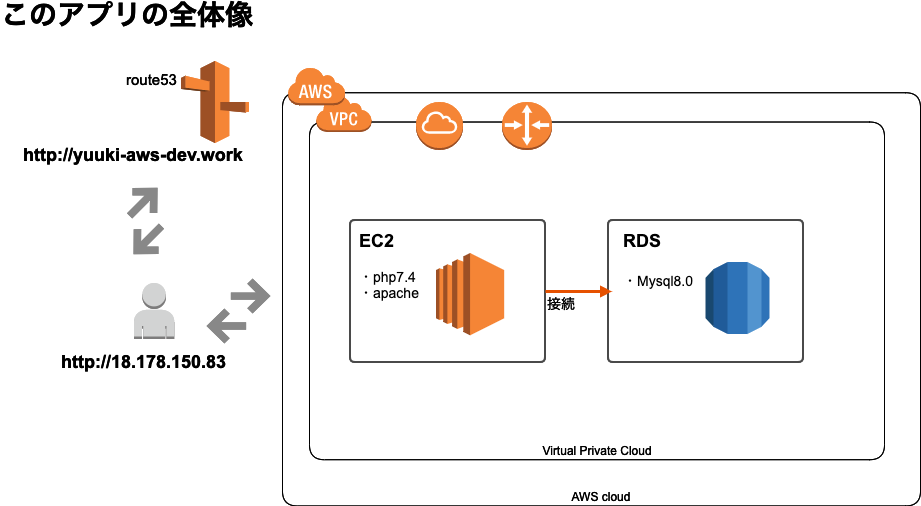 このアプリの全体像
route53
http://yuuki-aws-dev.work
AWS
VPC
EC2
・php7.4
・apache
接続
RDS
・Mysql8.0
http://18.178.150.83
Virtual Private Cloud
AWS cloud